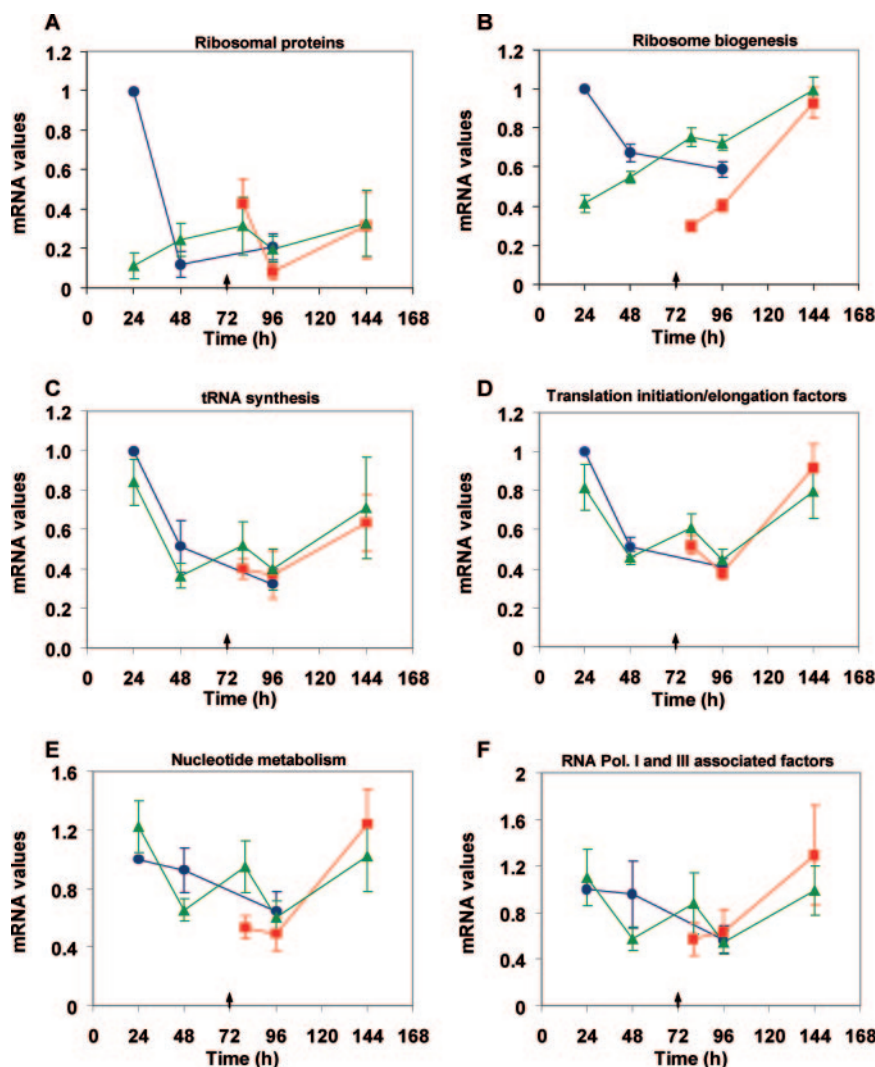 A
Ribosomal proteins
1.2
1
0.8
0.6
0.4
0.2
0
mRNA values
0 24 48 72 96 120 144 168
Time (h)
B
Ribosome biogenesis
1.2
1
0.8
0.6
0.4
0.2
0
mRNA values
0 24 48 72 96 120 144 168
Time (h)
C
tRNA synthesis
1.2
1.0
0.8
0.6
0.4
0.2
0.0
mRNA values
0 24 48 72 96 120 144 168
Time (h)
D
Translation initiation/elongation factors
1.2
1.0
0.8
0.6
0.4
0.2
0
mRNA values
0 24 48 72 96 120 144 168
Time (h)
E
Nucleotide metabolism
1.6
1.2
0.8
0.4
0
mRNA values
0 24 48 72 96 120 144 168
Time (h)
F
RNA Pol. I and III associated factors
2
1.6
1.2
0.8
0.4
0
mRNA values
0 24 48 72 96 120 144 168
Time (h)